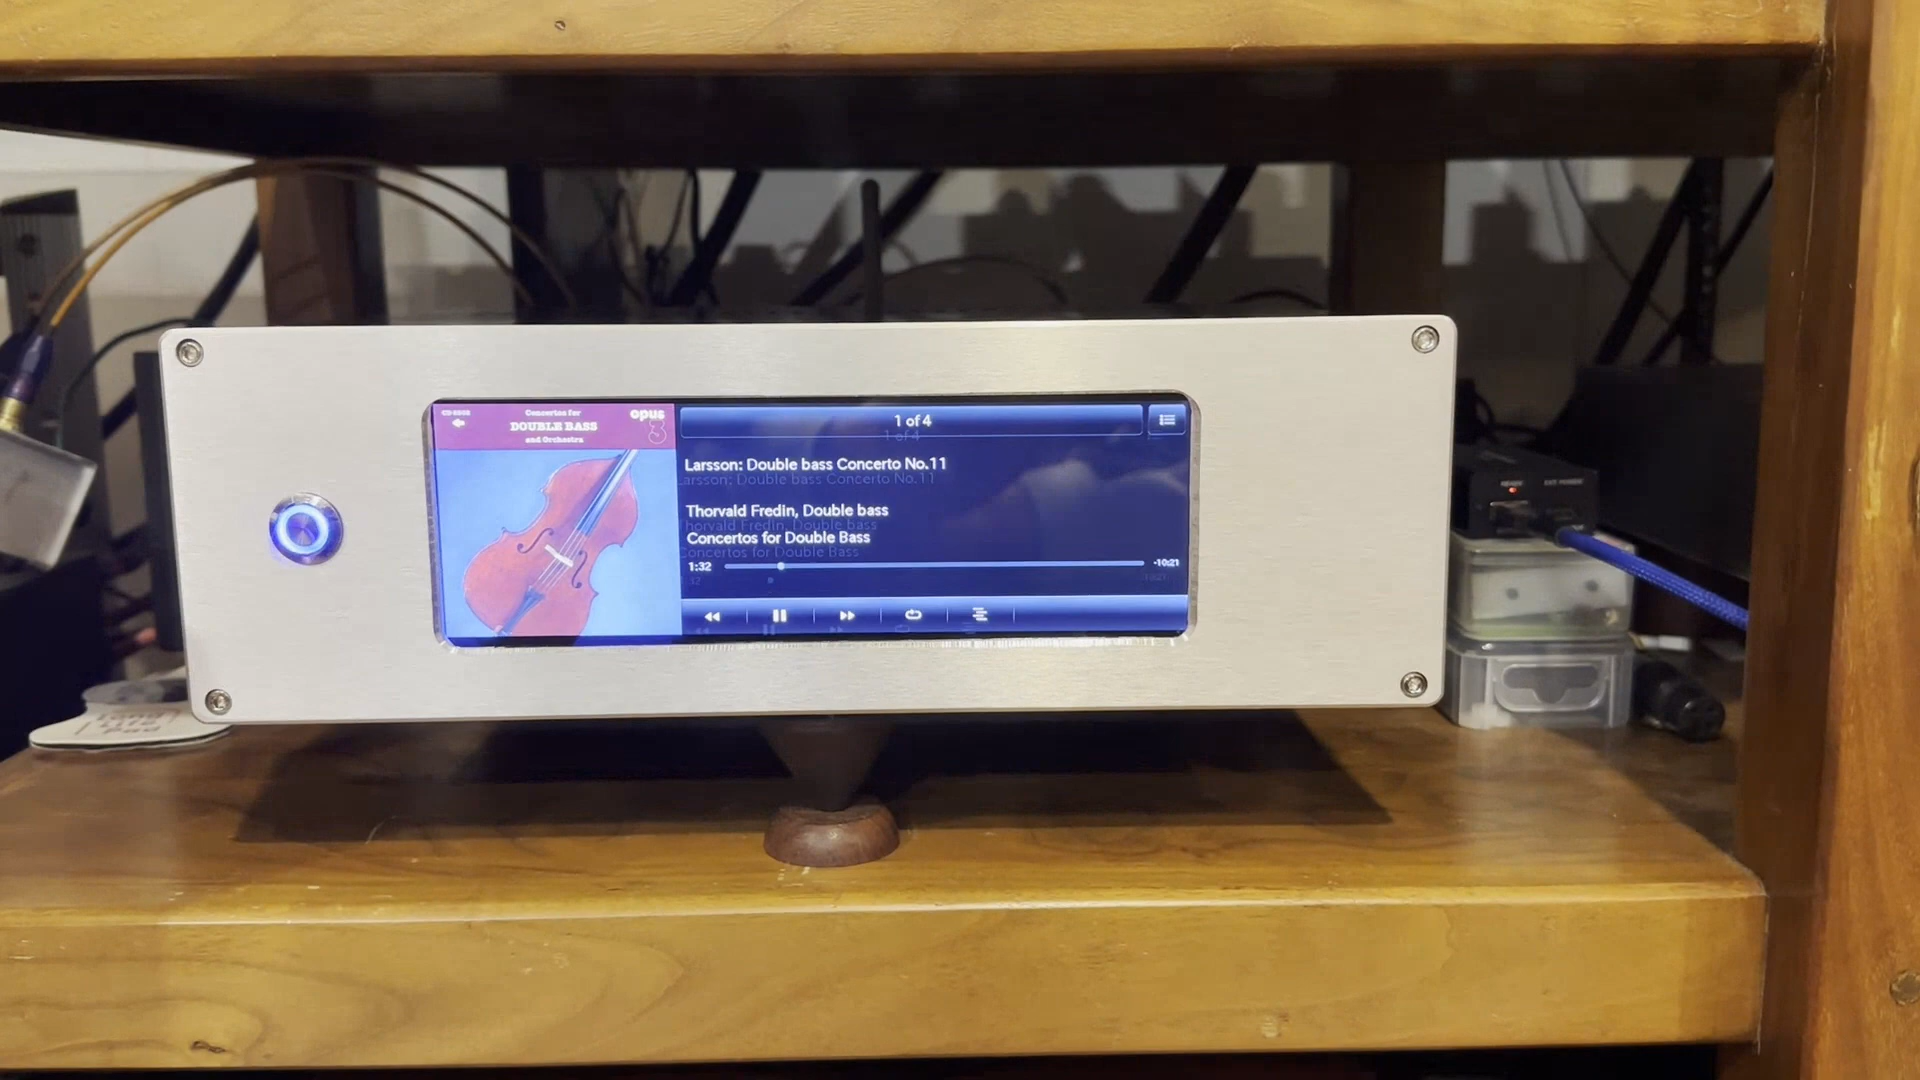 Concertos for
DOUBLE BASS
and Orchestra
opus
3
1 of 4
Larsson: Double bass Concerto No.11
Thorvald Fredin, Double bass
Concertos for Double Bass
1:32
-10:21
Pad